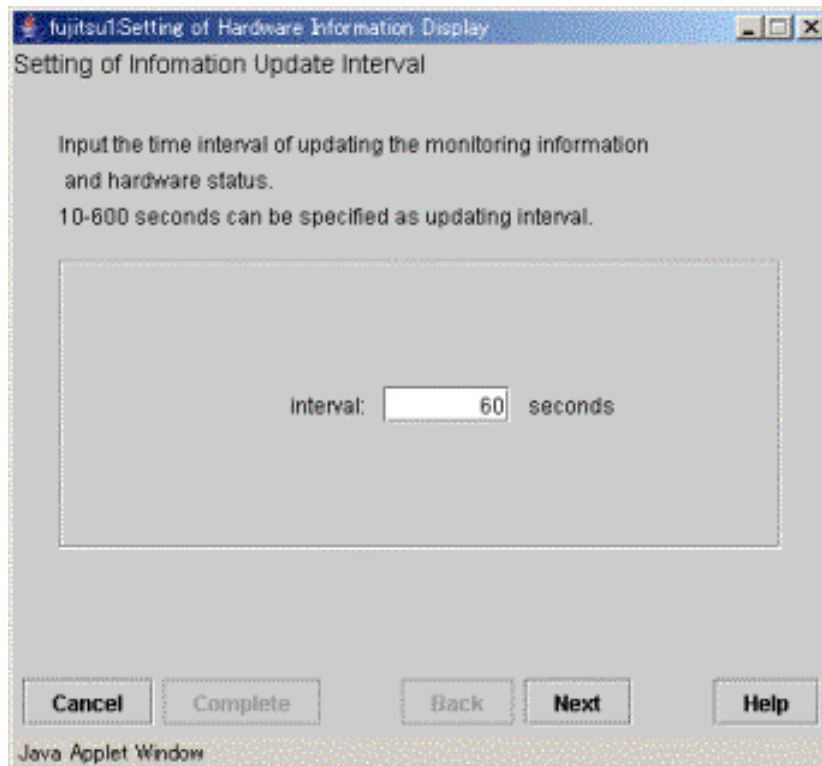 fujitsu1:Setting of Hardware Information Display
Setting of Infomation Update Interval
Input the time interval of updating the monitoring information
and hardware status.
10-600 seconds can be specified as updating interval.
interval: 60 seconds
Cancel Complete Back Next Help
Java Applet Window